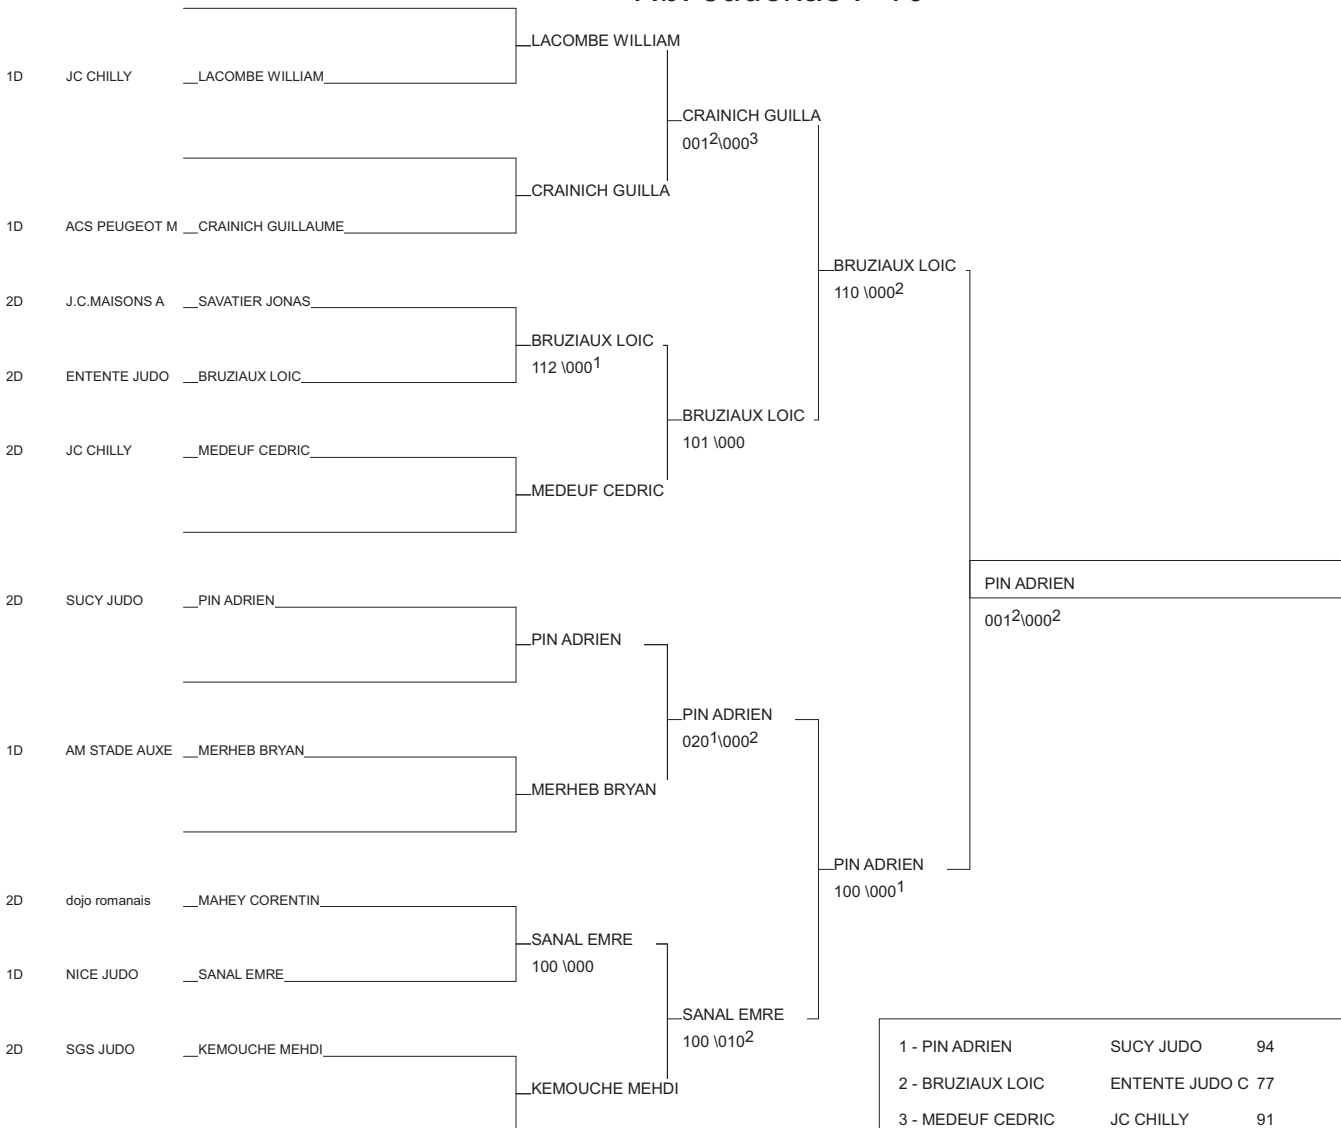 LACOMBE WILLIAM
1D JC CHILLY LACOMBE WILLIAM
CRAINICH GUILLA
001²\000³
CRAINICH GUILLA
1D ACS PEUGEOT M CRAINICH GUILLAUME
BRUZIAUX LOIC
110 \000²
2D J.C.MAISONS A SAVATIER JONAS
BRUZIAUX LOIC
112 \000¹
2D ENTENTE JUDO BRUZIAUX LOIC
BRUZIAUX LOIC
101 \000
2D JC CHILLY MEDEUF CEDRIC
MEDEUF CEDRIC
PIN ADRIEN
001²\000²
2D SUCY JUDO PIN ADRIEN
PIN ADRIEN
PIN ADRIEN
020¹\000²
1D AM STADE AUXE MERHEB BRYAN
MERHEB BRYAN
PIN ADRIEN
100 \000¹
2D dojo romanais MAHEY CORENTIN
SANAL EMRE
100 \000
1D NICE JUDO SANAL EMRE
SANAL EMRE
100 \010²
2D SGS JUDO KEMOUCHE MEHDI
KEMOUCHE MEHDI
1 - PIN ADRIEN SUCY JUDO 94
2 - BRUZIAUX LOIC ENTENTE JUDO C 77
3 - MEDEUF CEDRIC JC CHILLY 91